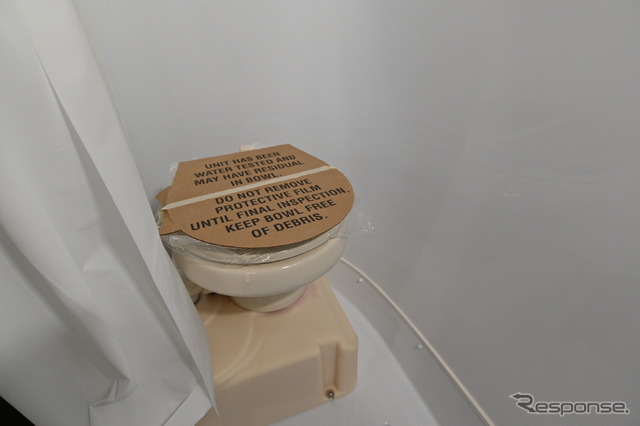 UNIT HAS BEEN
WATER TESTED AND
MAY HAVE RESIDUAL
IN BOWL.
DO NOT REMOVE
PROTECTIVE FILM
UNTIL FINAL INSPECTION.
KEEP BOWL FREE
OF DEBRIS.
Response.